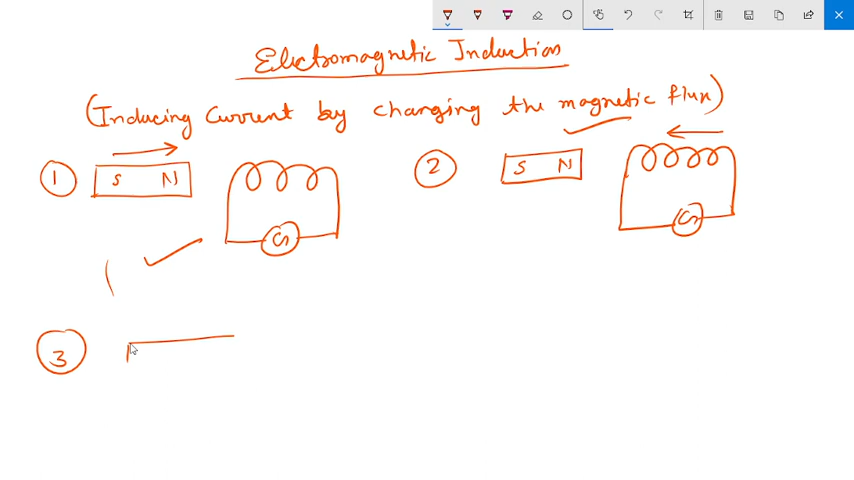 Electromagnetic Induction
(Inducing Current by changing the magnetic flux)
1 S N G
2 S N G
3